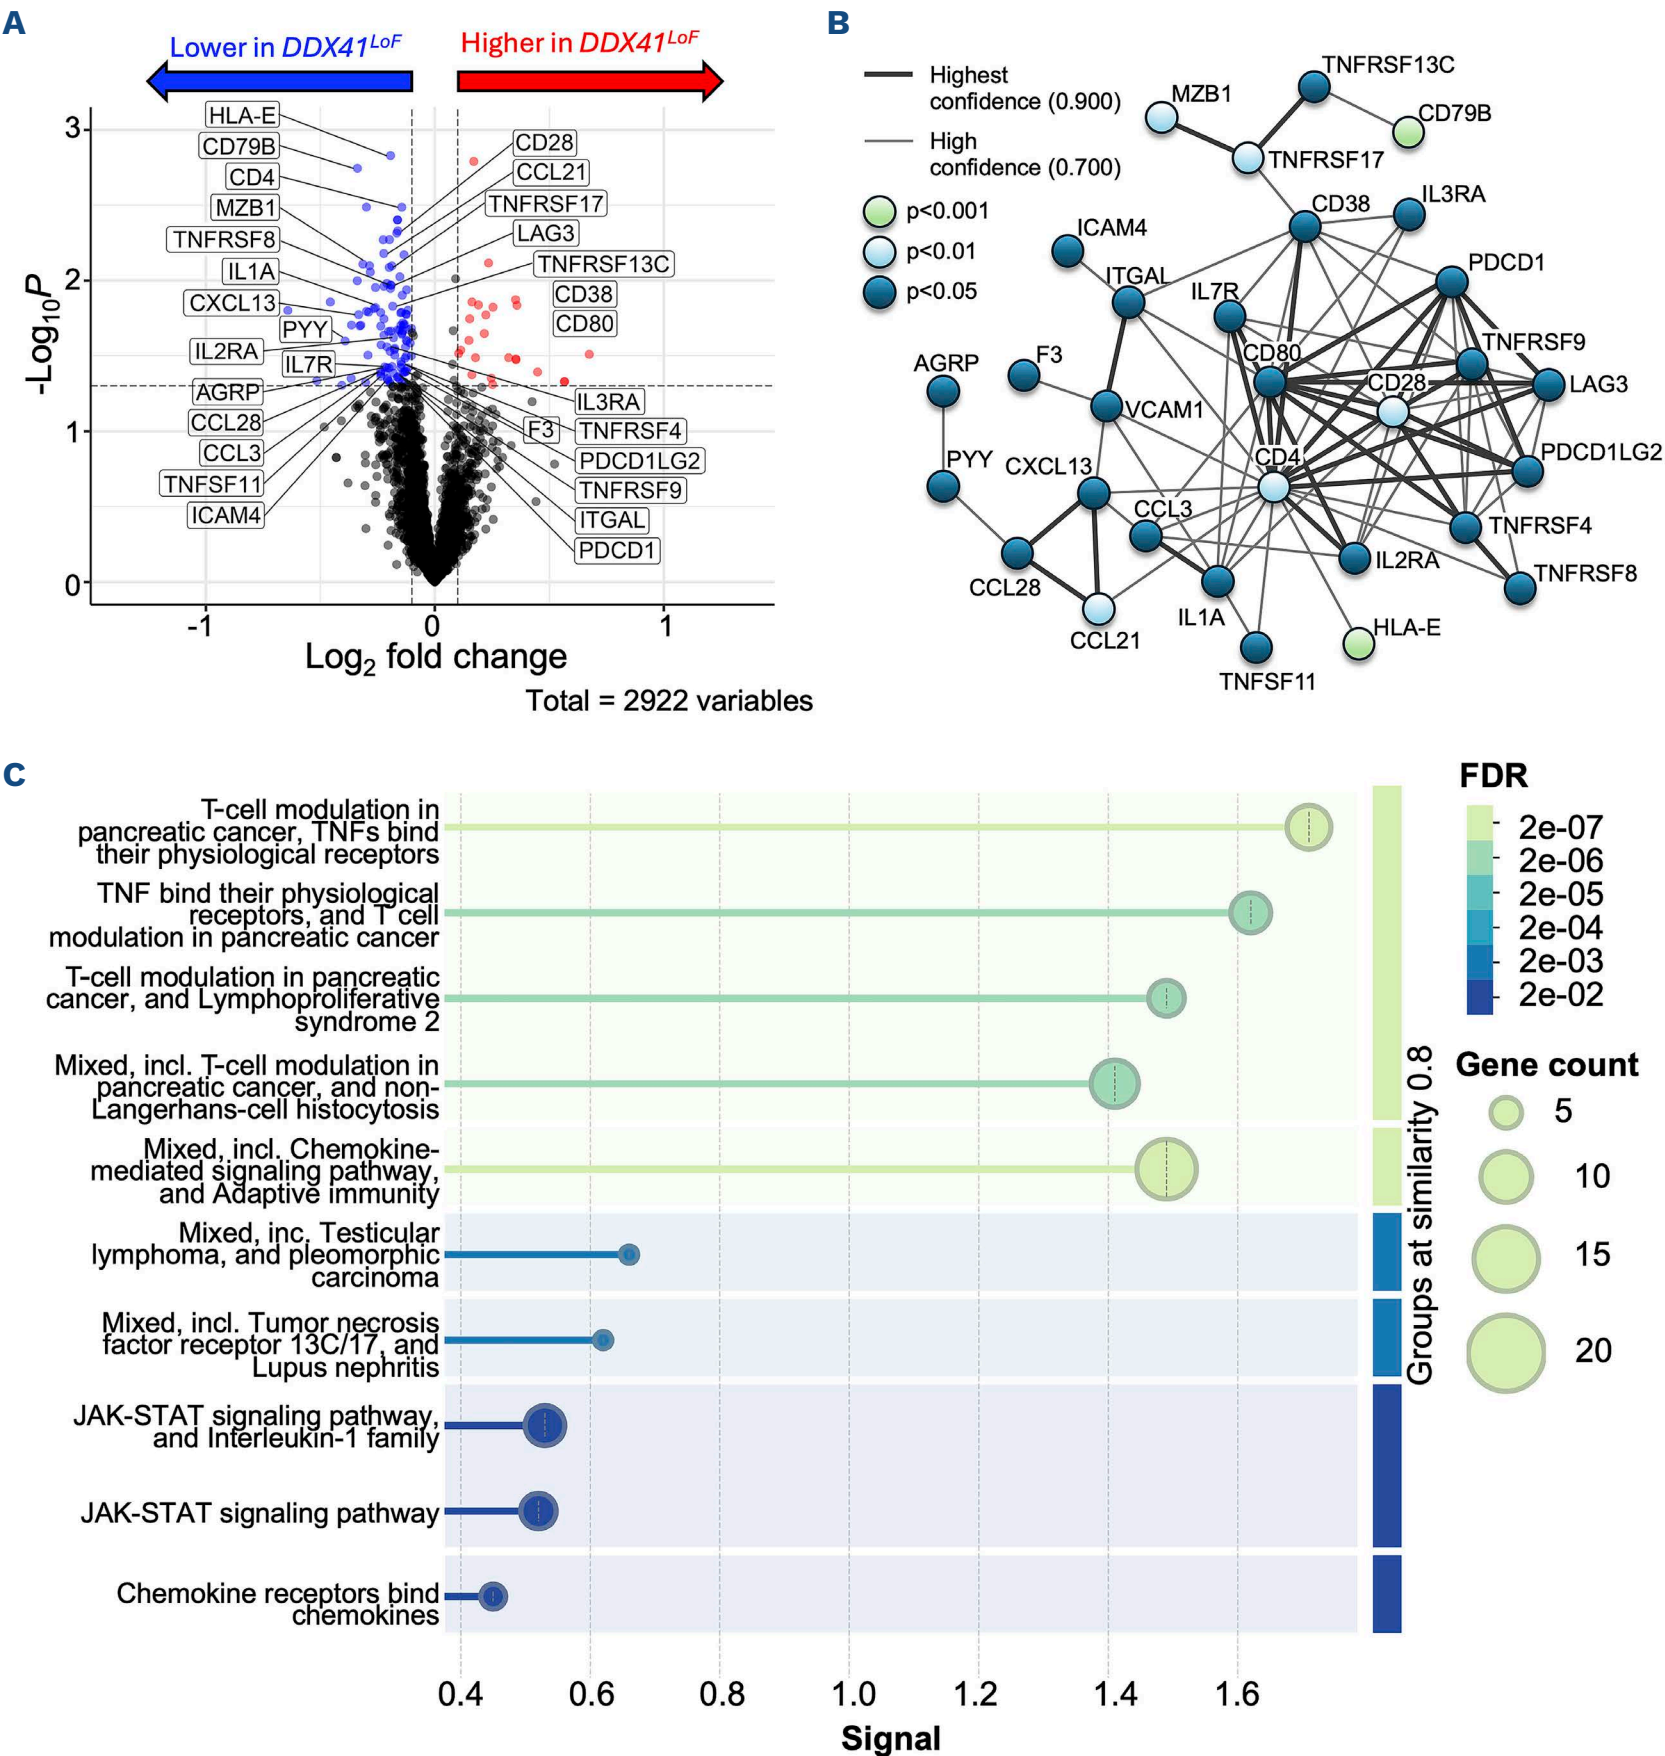 A
Lower in DDX41LoF
Higher in DDX41LoF
HLA-E
CD79B
CD4
MZB1
TNFRSF8
IL1A
CXCL13
PYY
IL2RA
IL7R
AGRP
CCL28
CCL3
TNFSF11
ICAM4
CD28
CCL21
TNFRSF17
LAG3
TNFRSF13C
CD38
CD80
IL3RA
F3
TNFRSF4
PDCD1LG2
TNFRSF9
ITGAL
PDCD1
-Log10P
3
2
1
0
-1
0
1
Log2 fold change
Total = 2922 variables
B
Highest
confidence (0.900)
High
confidence (0.700)
p<0.001
p<0.01
p<0.05
TNFRSF13C
MZB1
CD79B
TNFRSF17
CD38
IL3RA
ICAM4
ITGAL
IL7R
PDCD1
AGRP
F3
CD80
TNFRSF9
CD28
LAG3
VCAM1
PYY
CXCL13
CD4
PDCD1LG2
CCL3
TNFRSF4
CCL28
IL2RA
TNFRSF8
IL1A
CCL21
HLA-E
TNFSF11
C
T-cell modulation in
pancreatic cancer, TNFs bind
their physiological receptors
TNF bind their physiological
receptors, and T cell
modulation in pancreatic cancer
T-cell modulation in pancreatic
cancer, and Lymphoproliferative
syndrome 2
Mixed, incl. T-cell modulation in
pancreatic cancer, and non-
Langerhans-cell histocytosis
Mixed, incl. Chemokine-
mediated signaling pathway,
and Adaptive immunity
Mixed, inc. Testicular
lymphoma, and pleomorphic
carcinoma
Mixed, incl. Tumor necrosis
factor receptor 13C/17, and
Lupus nephritis
JAK-STAT signaling pathway,
and Interleukin-1 family
JAK-STAT signaling pathway
Chemokine receptors bind
chemokines
0.4
0.6
0.8
1.0
1.2
1.4
1.6
Signal
Groups at similarity 0.8
FDR
2e-07
2e-06
2e-05
2e-04
2e-03
2e-02
Gene count
5
10
15
20